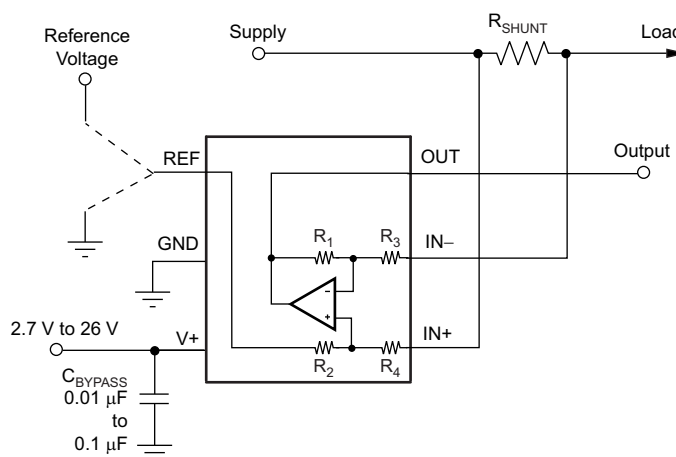 Reference
Voltage
Supply
R_SHUNT
Load
REF
OUT
Output
GND
R1
R3
IN−
−
+
2.7 V to 26 V
V+
R2
R4
IN+
C_BYPASS
0.01 µF
to
0.1 µF